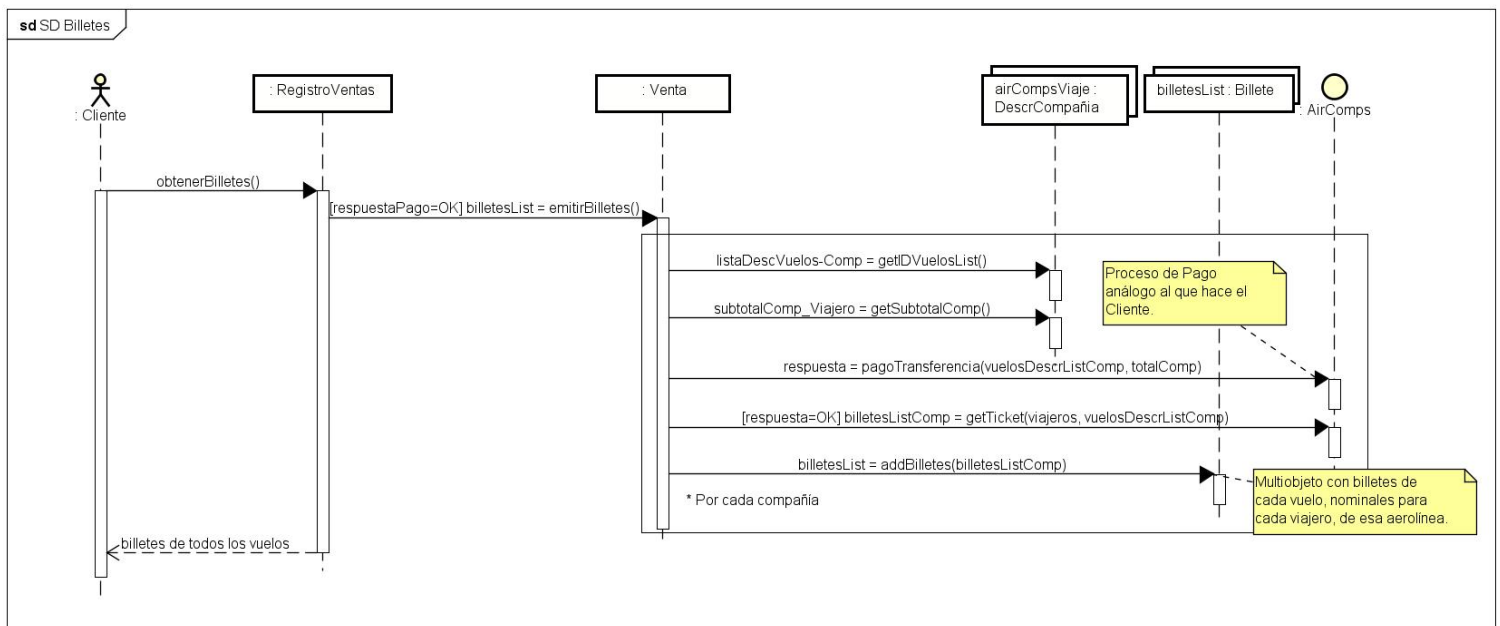 sd SD Billetes
: Cliente
: RegistroVentas
: Venta
airCompsViaje :
DescrCompañia
billetesList : Billete
: AirComps
obtenerBilletes()
[respuestaPago=OK] billetesList = emitirBilletes()
listaDescVuelos-Comp = getIDVuelosList()
Proceso de Pago
análogo al que hace el
Cliente.
subtotalComp_Viajero = getSubtotalComp()
respuesta = pagoTransferencia(vuelosDescrListComp, totalComp)
[respuesta=OK] billetesListComp = getTicket(viajeros, vuelosDescrListComp)
billetesList = addBilletes(billetesListComp)
* Por cada compañía
Multiobjeto con billetes de
cada vuelo, nominales para
cada viajero, de esa aerolínea.
billetes de todos los vuelos